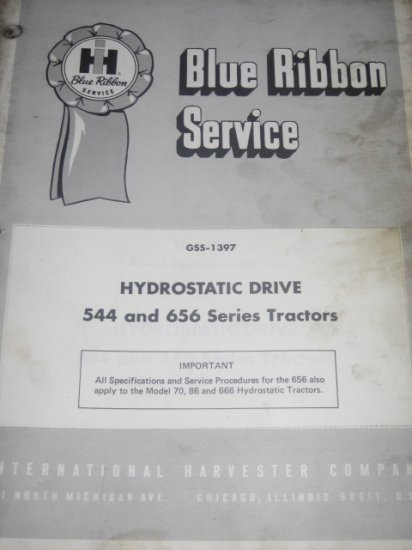 IH
Blue Ribbon
SERVICE
Blue Ribbon
Service
GSS-1397
HYDROSTATIC DRIVE
544 and 656 Series Tractors
IMPORTANT
All Specifications and Service Procedures for the 656 also
apply to the Model 70, 86 and 666 Hydrostatic Tractors.
INTERNATIONAL HARVESTER COMPAN
1 NORTH MICHIGAN AVE. CHICAGO, ILLINOIS 60611, U.S